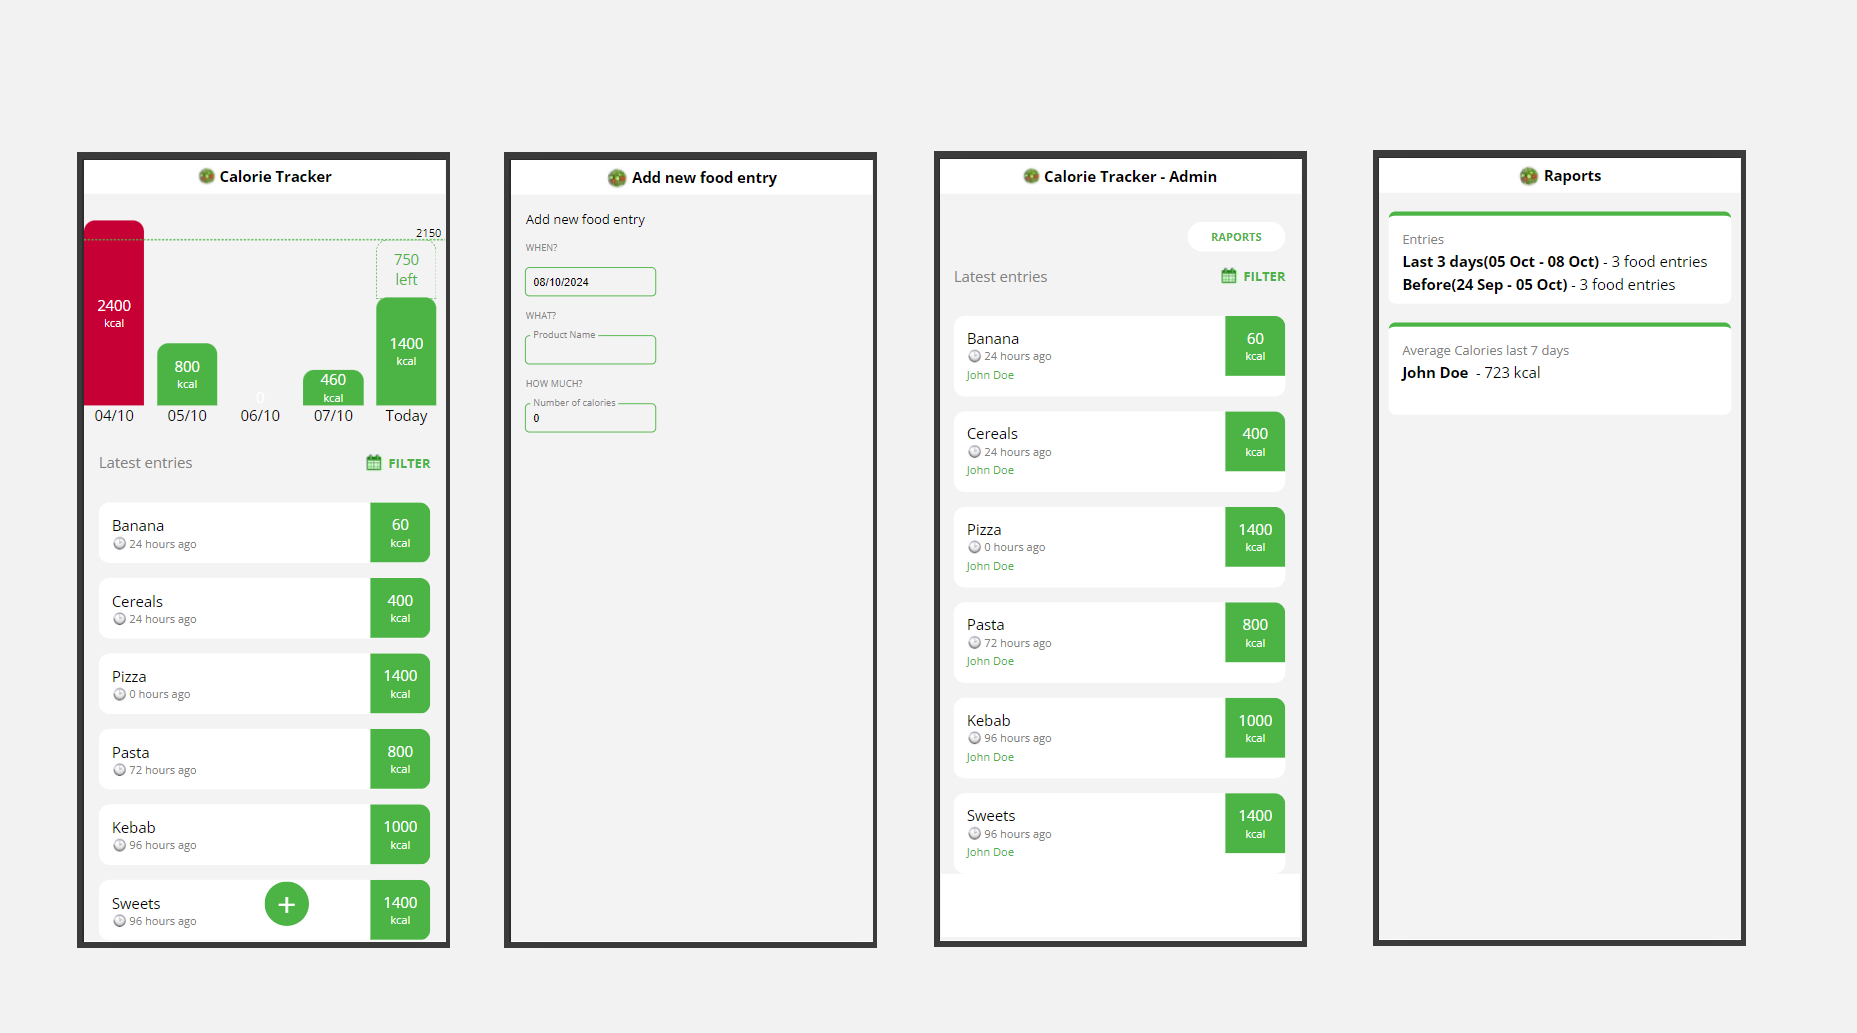 Calorie Tracker
2150
750
left
2400
kcal
800
kcal
0
460
kcal
1400
kcal
04/10 05/10 06/10 07/10 Today
Latest entries FILTER
Banana
24 hours ago
60
kcal
Cereals
24 hours ago
400
kcal
Pizza
0 hours ago
1400
kcal
Pasta
72 hours ago
800
kcal
Kebab
96 hours ago
1000
kcal
Sweets
96 hours ago
+
1400
kcal
Add new food entry
Add new food entry
WHEN?
08/10/2024
WHAT?
Product Name
HOW MUCH?
Number of calories
0
Calorie Tracker - Admin
RAPORTS
Latest entries FILTER
Banana
24 hours ago
John Doe
60
kcal
Cereals
24 hours ago
John Doe
400
kcal
Pizza
0 hours ago
John Doe
1400
kcal
Pasta
72 hours ago
John Doe
800
kcal
Kebab
96 hours ago
John Doe
1000
kcal
Sweets
96 hours ago
John Doe
1400
kcal
Raports
Entries
Last 3 days(05 Oct - 08 Oct) - 3 food entries
Before(24 Sep - 05 Oct) - 3 food entries
Average Calories last 7 days
John Doe - 723 kcal